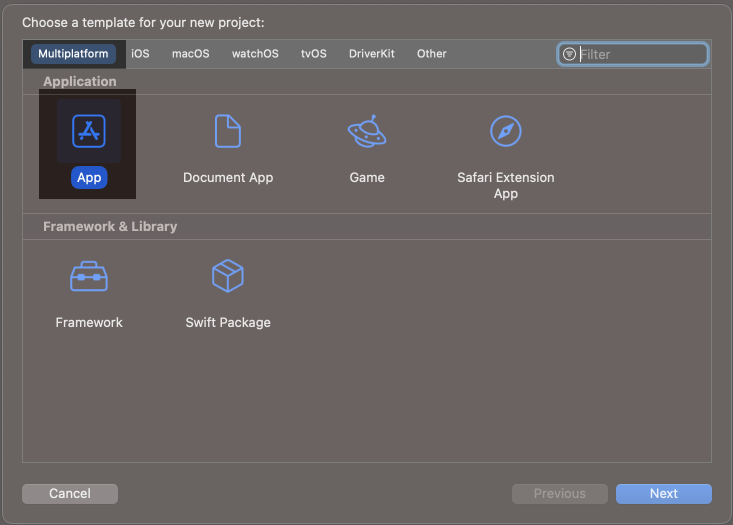 Choose a template for your new project:
Multiplatform iOS macOS watchOS tvOS DriverKit Other Filter
Application
App Document App Game Safari Extension App
Framework & Library
Framework Swift Package
Cancel Previous Next